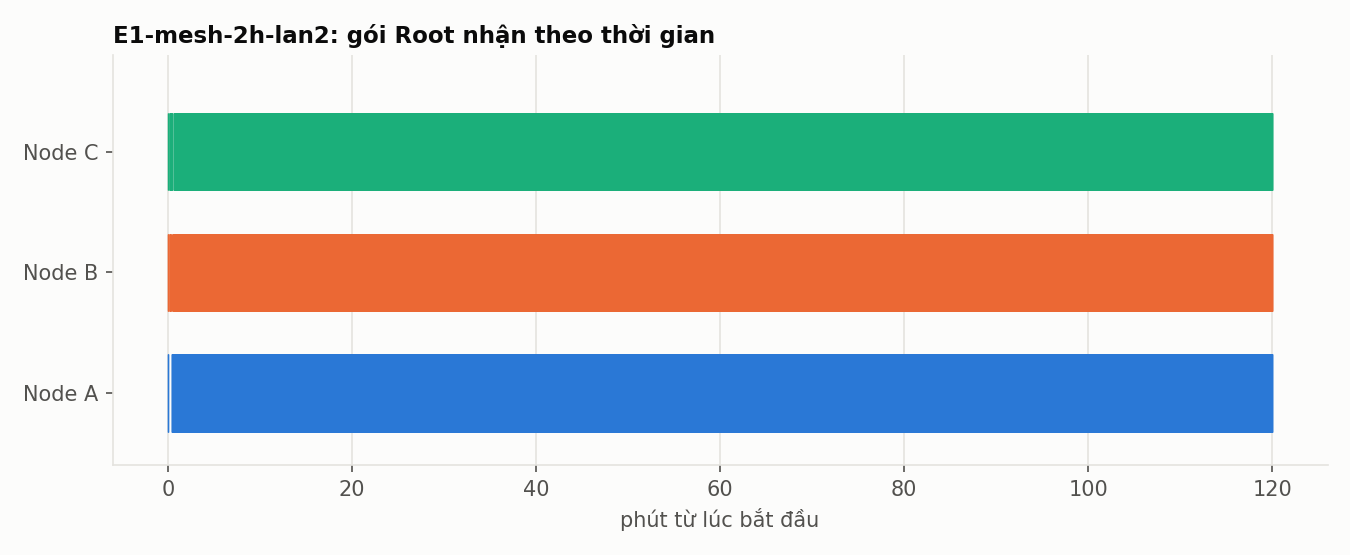 E1-mesh-2h-lan2: gói Root nhận theo thời gian
Node C
Node B
Node A
0 20 40 60 80 100 120
phút từ lúc bắt đầu